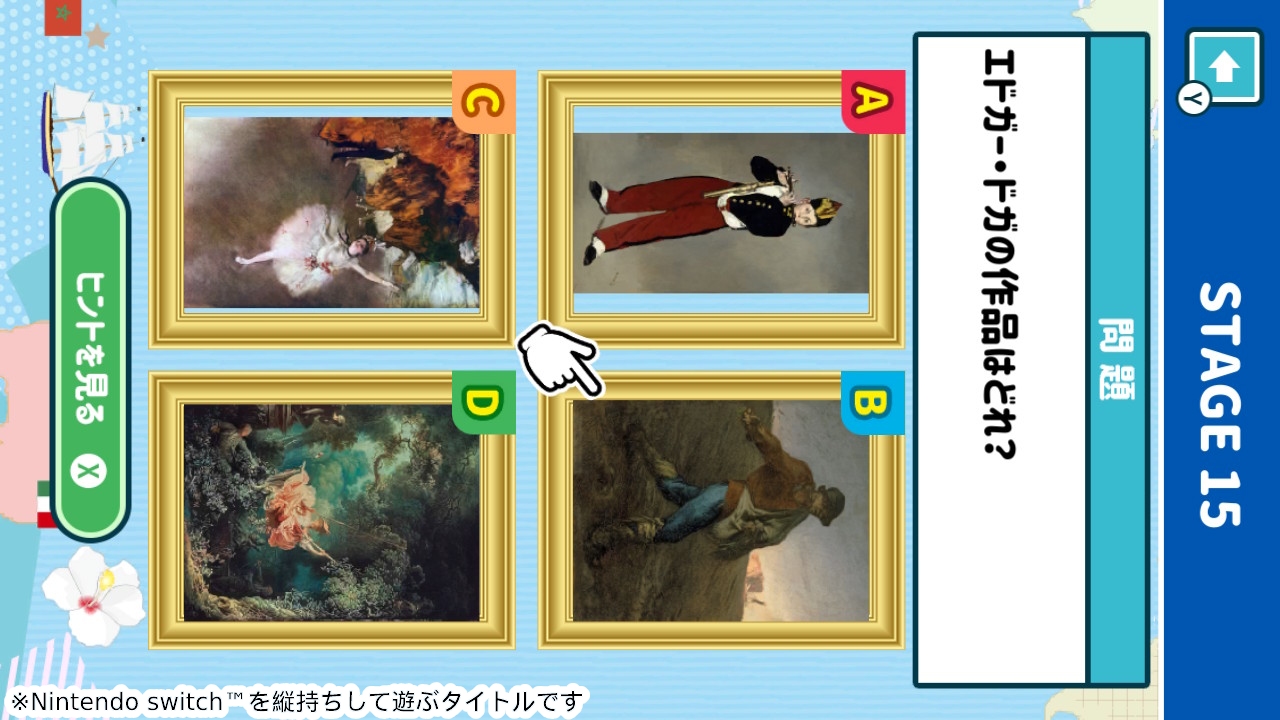 STAGE 15
Y
問題
エドガー・ドガの作品はどれ?
A
B
C
D
ヒントを見る X
※Nintendo switch™を縦持ちして遊ぶタイトルです